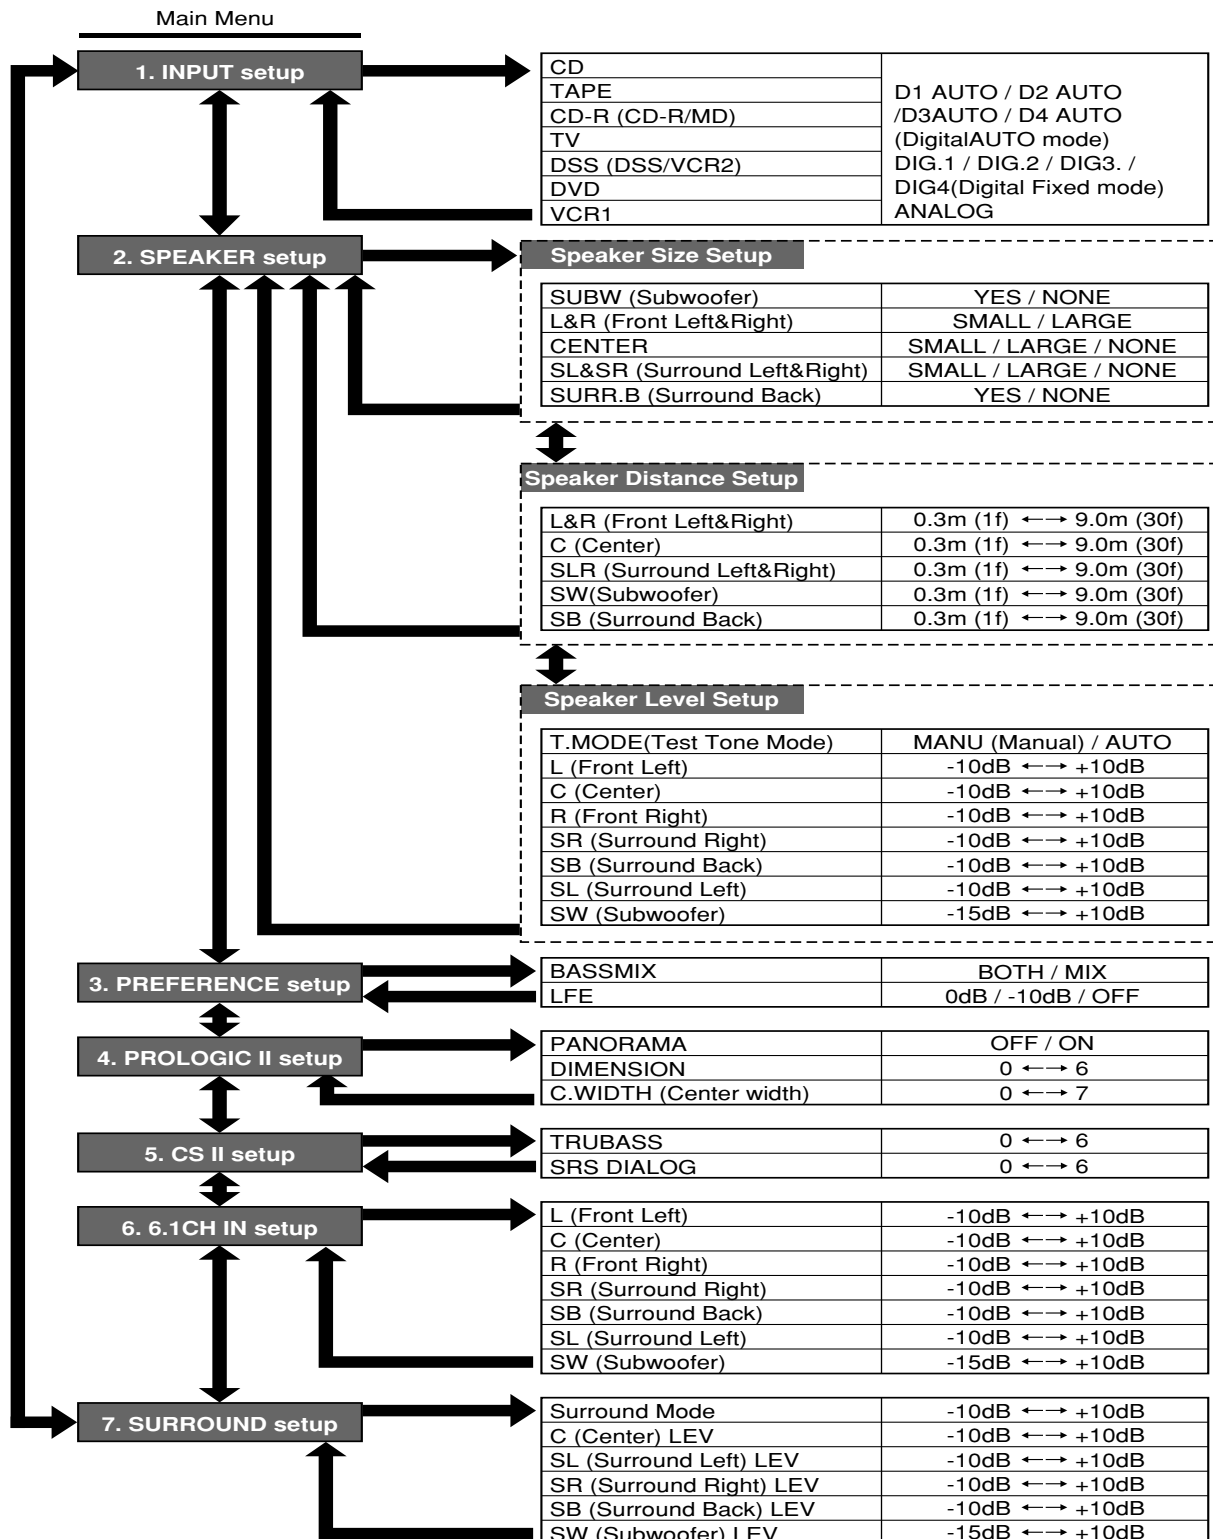 Main Menu
1. INPUT setup
CD
TAPE
CD-R (CD-R/MD)
TV
DSS (DSS/VCR2)
DVD
VCR1
D1 AUTO / D2 AUTO
/D3AUTO / D4 AUTO
(DigitalAUTO mode)
DIG.1 / DIG.2 / DIG3. /
DIG4(Digital Fixed mode)
ANALOG
2. SPEAKER setup
Speaker Size Setup
SUBW (Subwoofer) YES / NONE
L&R (Front Left&Right) SMALL / LARGE
CENTER SMALL / LARGE / NONE
SL&SR (Surround Left&Right) SMALL / LARGE / NONE
SURR.B (Surround Back) YES / NONE
Speaker Distance Setup
L&R (Front Left&Right) 0.3m (1f) ←→ 9.0m (30f)
C (Center) 0.3m (1f) ←→ 9.0m (30f)
SLR (Surround Left&Right) 0.3m (1f) ←→ 9.0m (30f)
SW(Subwoofer) 0.3m (1f) ←→ 9.0m (30f)
SB (Surround Back) 0.3m (1f) ←→ 9.0m (30f)
Speaker Level Setup
T.MODE(Test Tone Mode) MANU (Manual) / AUTO
L (Front Left) -10dB ←→ +10dB
C (Center) -10dB ←→ +10dB
R (Front Right) -10dB ←→ +10dB
SR (Surround Right) -10dB ←→ +10dB
SB (Surround Back) -10dB ←→ +10dB
SL (Surround Left) -10dB ←→ +10dB
SW (Subwoofer) -15dB ←→ +10dB
3. PREFERENCE setup
BASSMIX BOTH / MIX
LFE 0dB / -10dB / OFF
4. PROLOGIC II setup
PANORAMA OFF / ON
DIMENSION 0 ←→ 6
C.WIDTH (Center width) 0 ←→ 7
5. CS II setup
TRUBASS 0 ←→ 6
SRS DIALOG 0 ←→ 6
6. 6.1CH IN setup
L (Front Left) -10dB ←→ +10dB
C (Center) -10dB ←→ +10dB
R (Front Right) -10dB ←→ +10dB
SR (Surround Right) -10dB ←→ +10dB
SB (Surround Back) -10dB ←→ +10dB
SL (Surround Left) -10dB ←→ +10dB
SW (Subwoofer) -15dB ←→ +10dB
7. SURROUND setup
Surround Mode -10dB ←→ +10dB
C (Center) LEV -10dB ←→ +10dB
SL (Surround Left) LEV -10dB ←→ +10dB
SR (Surround Right) LEV -10dB ←→ +10dB
SB (Surround Back) LEV -10dB ←→ +10dB
SW (Subwoofer) LEV -15dB ←→ +10dB